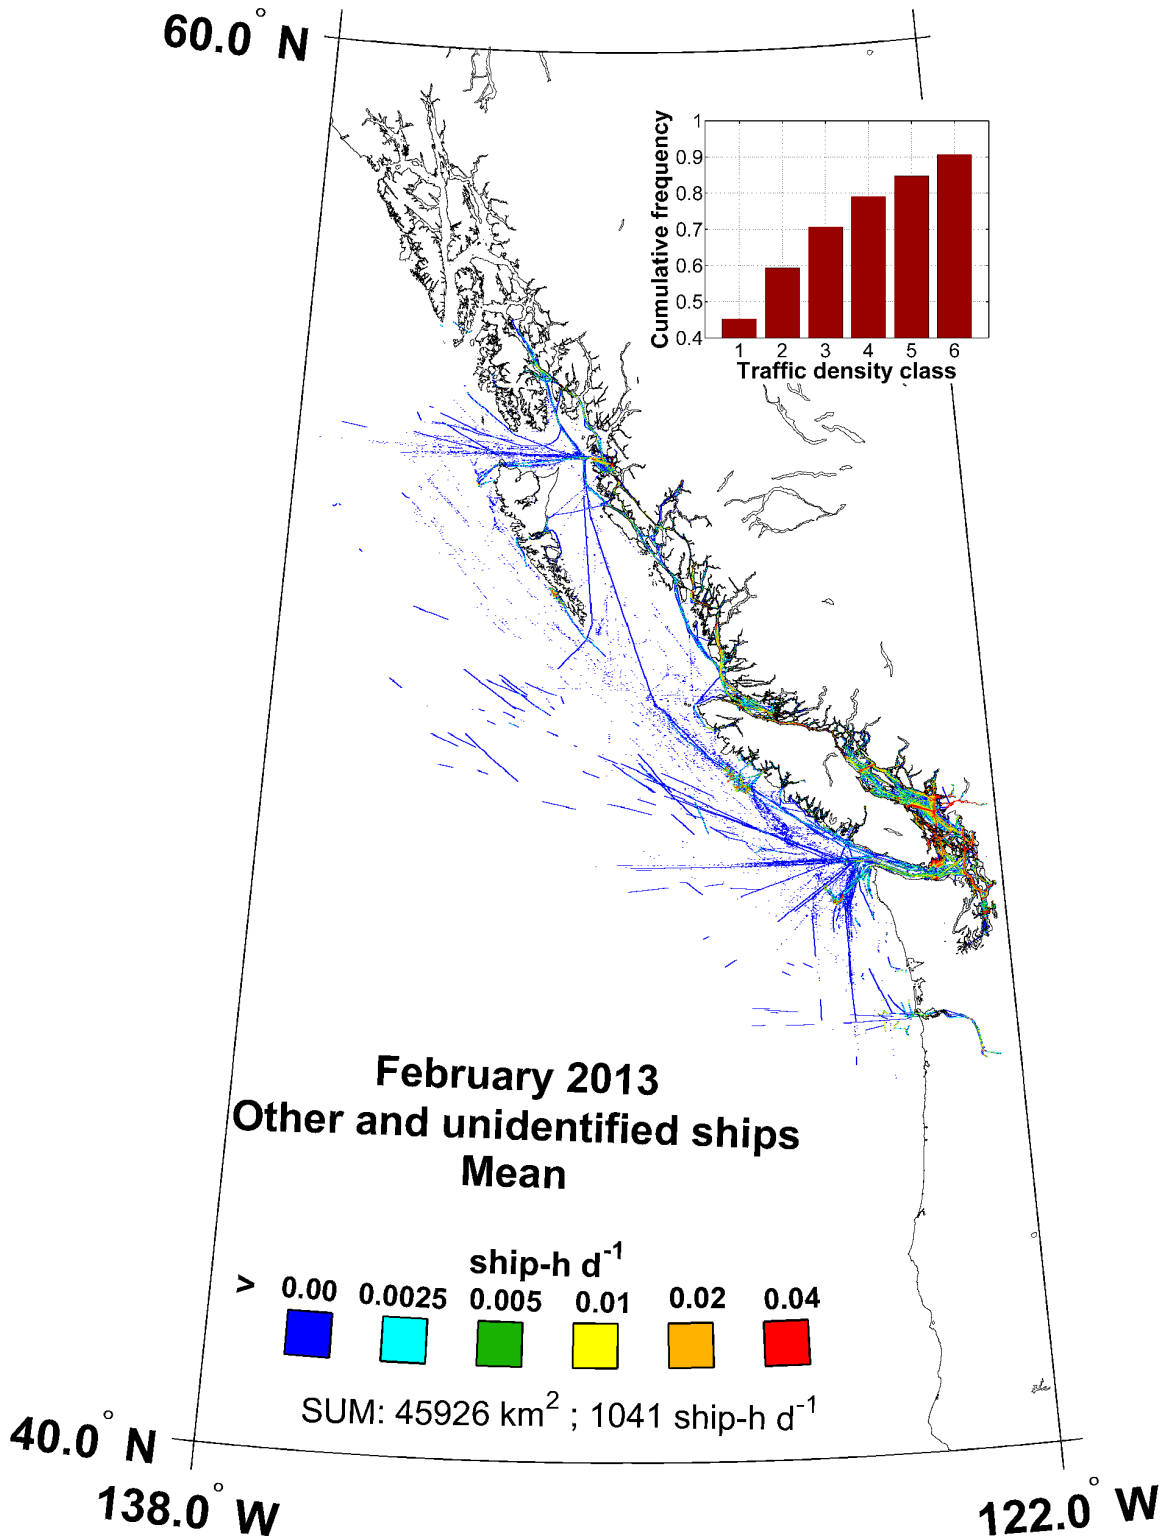 60.0° N
Cumulative frequency
1
0.9
0.8
0.7
0.6
0.5
0.4
1 2 3 4 5 6
Traffic density class
February 2013
Other and unidentified ships
Mean
ship-h d⁻¹
> 0.00 0.0025 0.005 0.01 0.02 0.04
SUM: 45926 km² ; 1041 ship-h d⁻¹
40.0° N
138.0° W
122.0° W